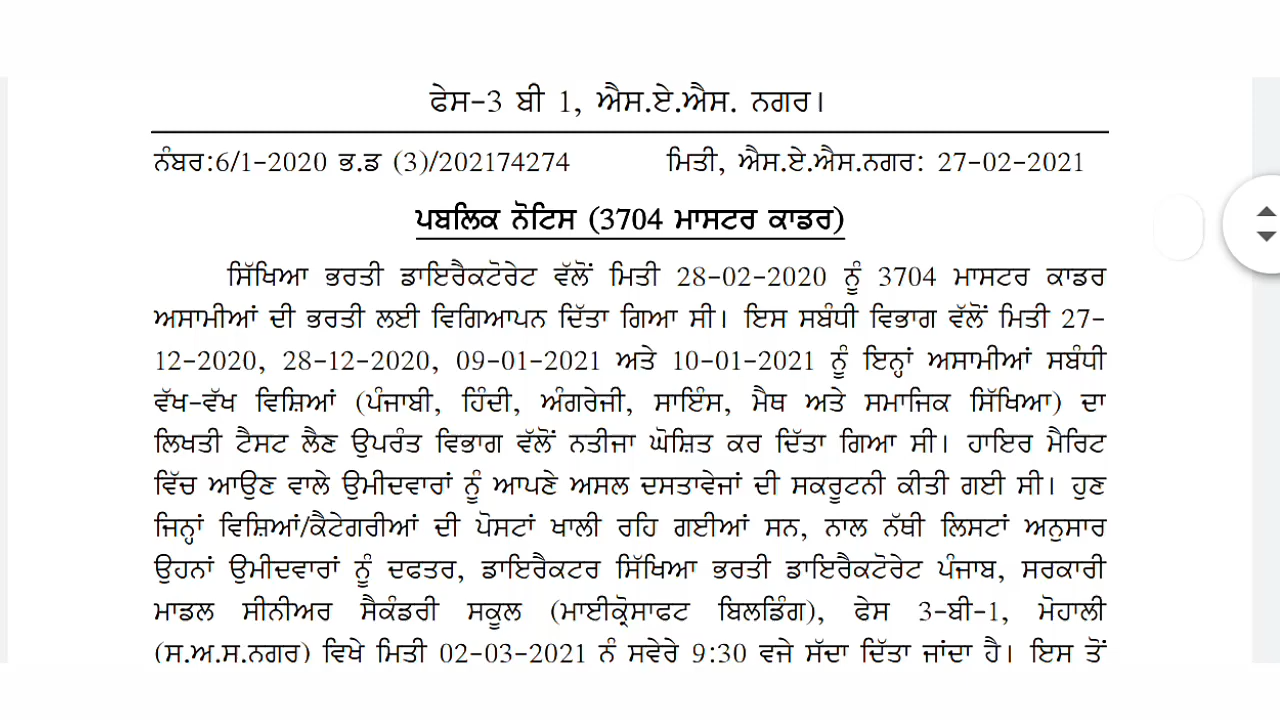 ਫੇਸ-3 ਬੀ 1, ਐਸ.ਏ.ਐਸ. ਨਗਰ।
ਨੰਬਰ:6/1-2020 ਭ.ਡ (3)/202174274 ਮਿਤੀ, ਐਸ.ਏ.ਐਸ.ਨਗਰ: 27-02-2021
ਪਬਲਿਕ ਨੋਟਿਸ (3704 ਮਾਸਟਰ ਕਾਡਰ)
ਸਿੱਖਿਆ ਭਰਤੀ ਡਾਇਰੈਕਟੋਰੇਟ ਵੱਲੋਂ ਮਿਤੀ 28-02-2020 ਨੂੰ 3704 ਮਾਸਟਰ ਕਾਡਰ
ਅਸਾਮੀਆਂ ਦੀ ਭਰਤੀ ਲਈ ਵਿਗਿਆਪਨ ਦਿੱਤਾ ਗਿਆ ਸੀ। ਇਸ ਸਬੰਧੀ ਵਿਭਾਗ ਵੱਲੋਂ ਮਿਤੀ 27-
12-2020, 28-12-2020, 09-01-2021 ਅਤੇ 10-01-2021 ਨੂੰ ਇਨ੍ਹਾਂ ਅਸਾਮੀਆਂ ਸਬੰਧੀ
ਵੱਖ-ਵੱਖ ਵਿਸ਼ਿਆਂ (ਪੰਜਾਬੀ, ਹਿੰਦੀ, ਅੰਗਰੇਜੀ, ਸਾਇੰਸ, ਮੈਥ ਅਤੇ ਸਮਾਜਿਕ ਸਿੱਖਿਆ) ਦਾ
ਲਿਖਤੀ ਟੈਸਟ ਲੈਣ ਉਪਰੰਤ ਵਿਭਾਗ ਵੱਲੋਂ ਨਤੀਜਾ ਘੋਸ਼ਿਤ ਕਰ ਦਿੱਤਾ ਗਿਆ ਸੀ। ਹਾਇਰ ਮੈਰਿਟ
ਵਿੱਚ ਆਉਣ ਵਾਲੇ ਉਮੀਦਵਾਰਾਂ ਨੂੰ ਆਪਣੇ ਅਸਲ ਦਸਤਾਵੇਜਾਂ ਦੀ ਸਕਰੂਟਨੀ ਕੀਤੀ ਗਈ ਸੀ। ਹੁਣ
ਜਿਨ੍ਹਾਂ ਵਿਸ਼ਿਆਂ/ਕੈਟੇਗਰੀਆਂ ਦੀ ਪੋਸਟਾਂ ਖਾਲੀ ਰਹਿ ਗਈਆਂ ਸਨ, ਨਾਲ ਨੱਥੀ ਲਿਸਟਾਂ ਅਨੁਸਾਰ
ਉਹਨਾਂ ਉਮੀਦਵਾਰਾਂ ਨੂੰ ਦਫਤਰ, ਡਾਇਰੈਕਟਰ ਸਿੱਖਿਆ ਭਰਤੀ ਡਾਇਰੈਕਟੋਰੇਟ ਪੰਜਾਬ, ਸਰਕਾਰੀ
ਮਾਡਲ ਸੀਨੀਅਰ ਸੈਕੰਡਰੀ ਸਕੂਲ (ਮਾਈਕ੍ਰੋਸਾਫਟ ਬਿਲਡਿੰਗ), ਫੇਸ 3-ਬੀ-1, ਮੋਹਾਲੀ
(ਸ.ਅ.ਸ.ਨਗਰ) ਵਿਖੇ ਮਿਤੀ 02-03-2021 ਨੂੰ ਸਵੇਰੇ 9:30 ਵਜੇ ਸੱਦਾ ਦਿੱਤਾ ਜਾਂਦਾ ਹੈ। ਇਸ ਤੋਂ